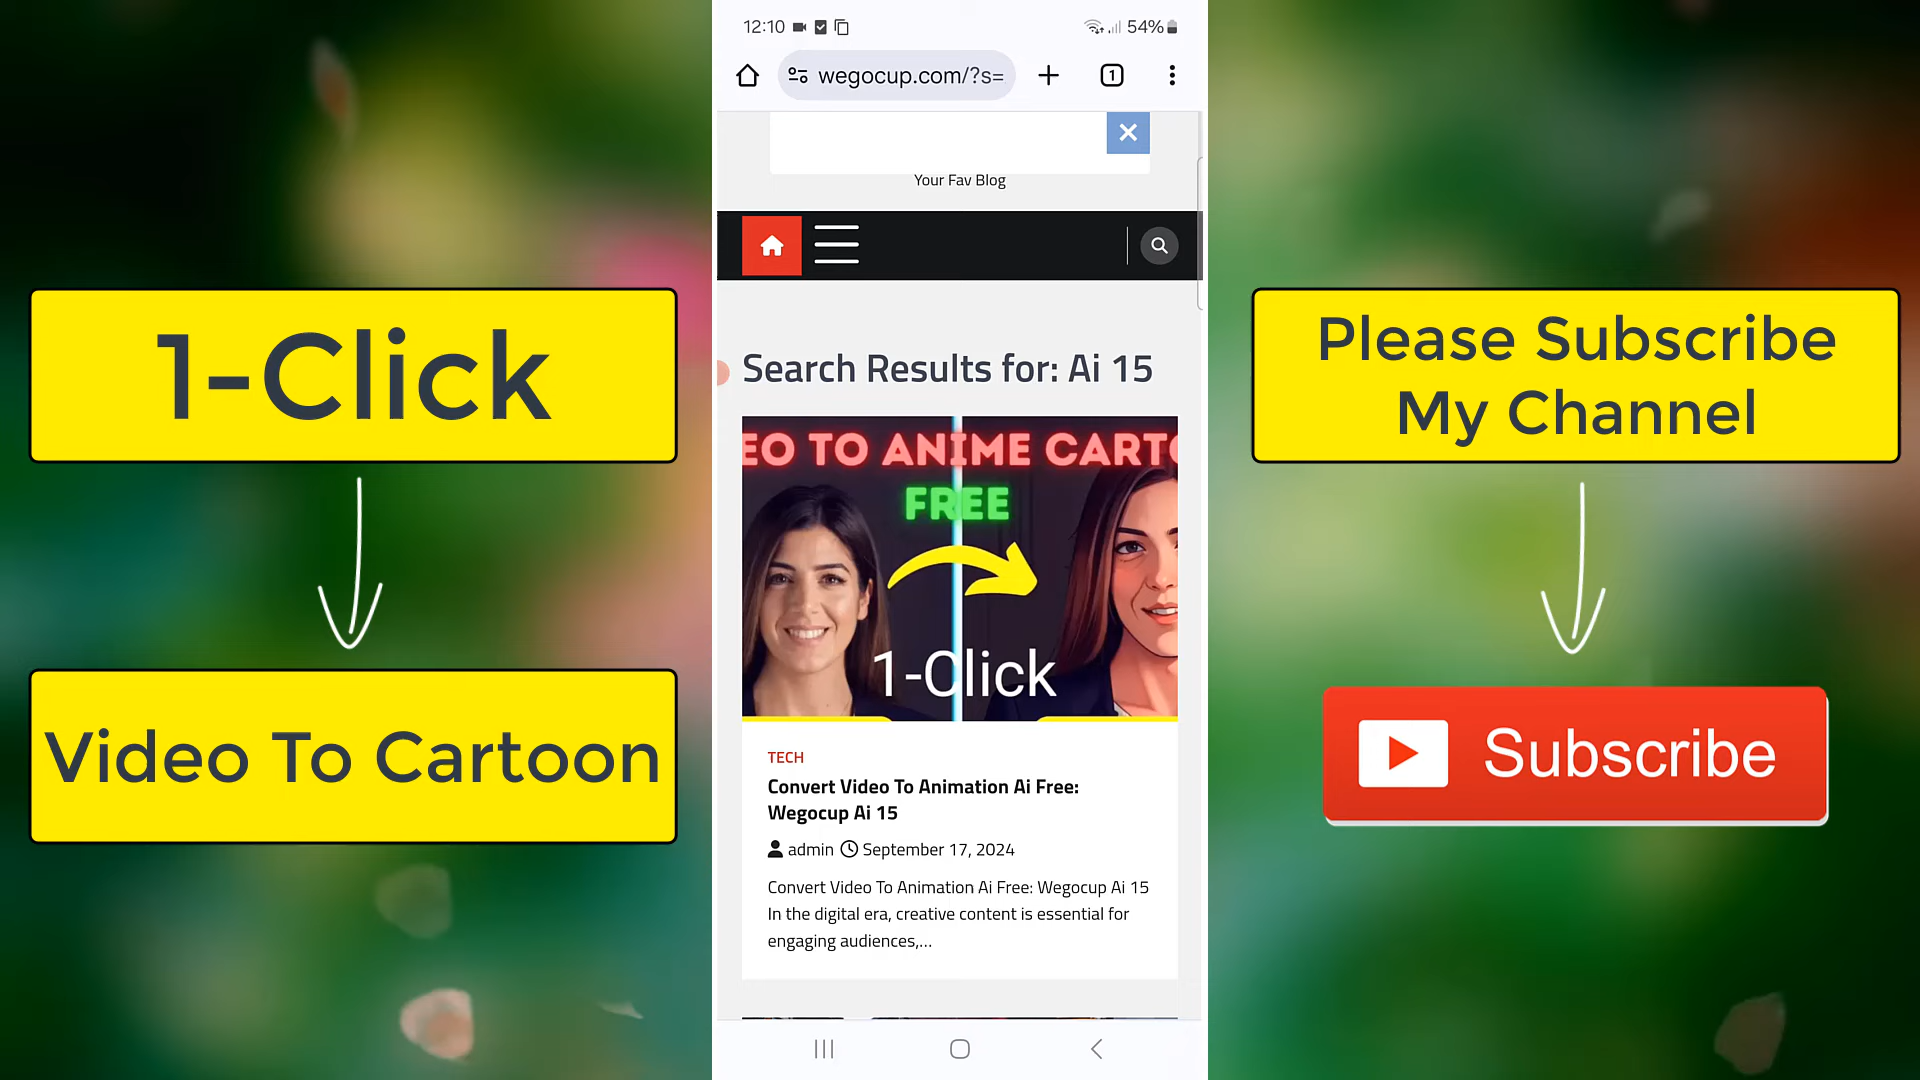 1-Click
Video To Cartoon
12:10
54%
wegocup.com/?s=
1
Your Fav Blog
Search Results for: Ai 15
EO TO ANIME CARTO
FREE
1-Click
TECH
Convert Video To Animation Ai Free:
Wegocup Ai 15
admin September 17, 2024
Convert Video To Animation Ai Free: Wegocup Ai 15
In the digital era, creative content is essential for
engaging audiences,...
Please Subscribe
My Channel
Subscribe